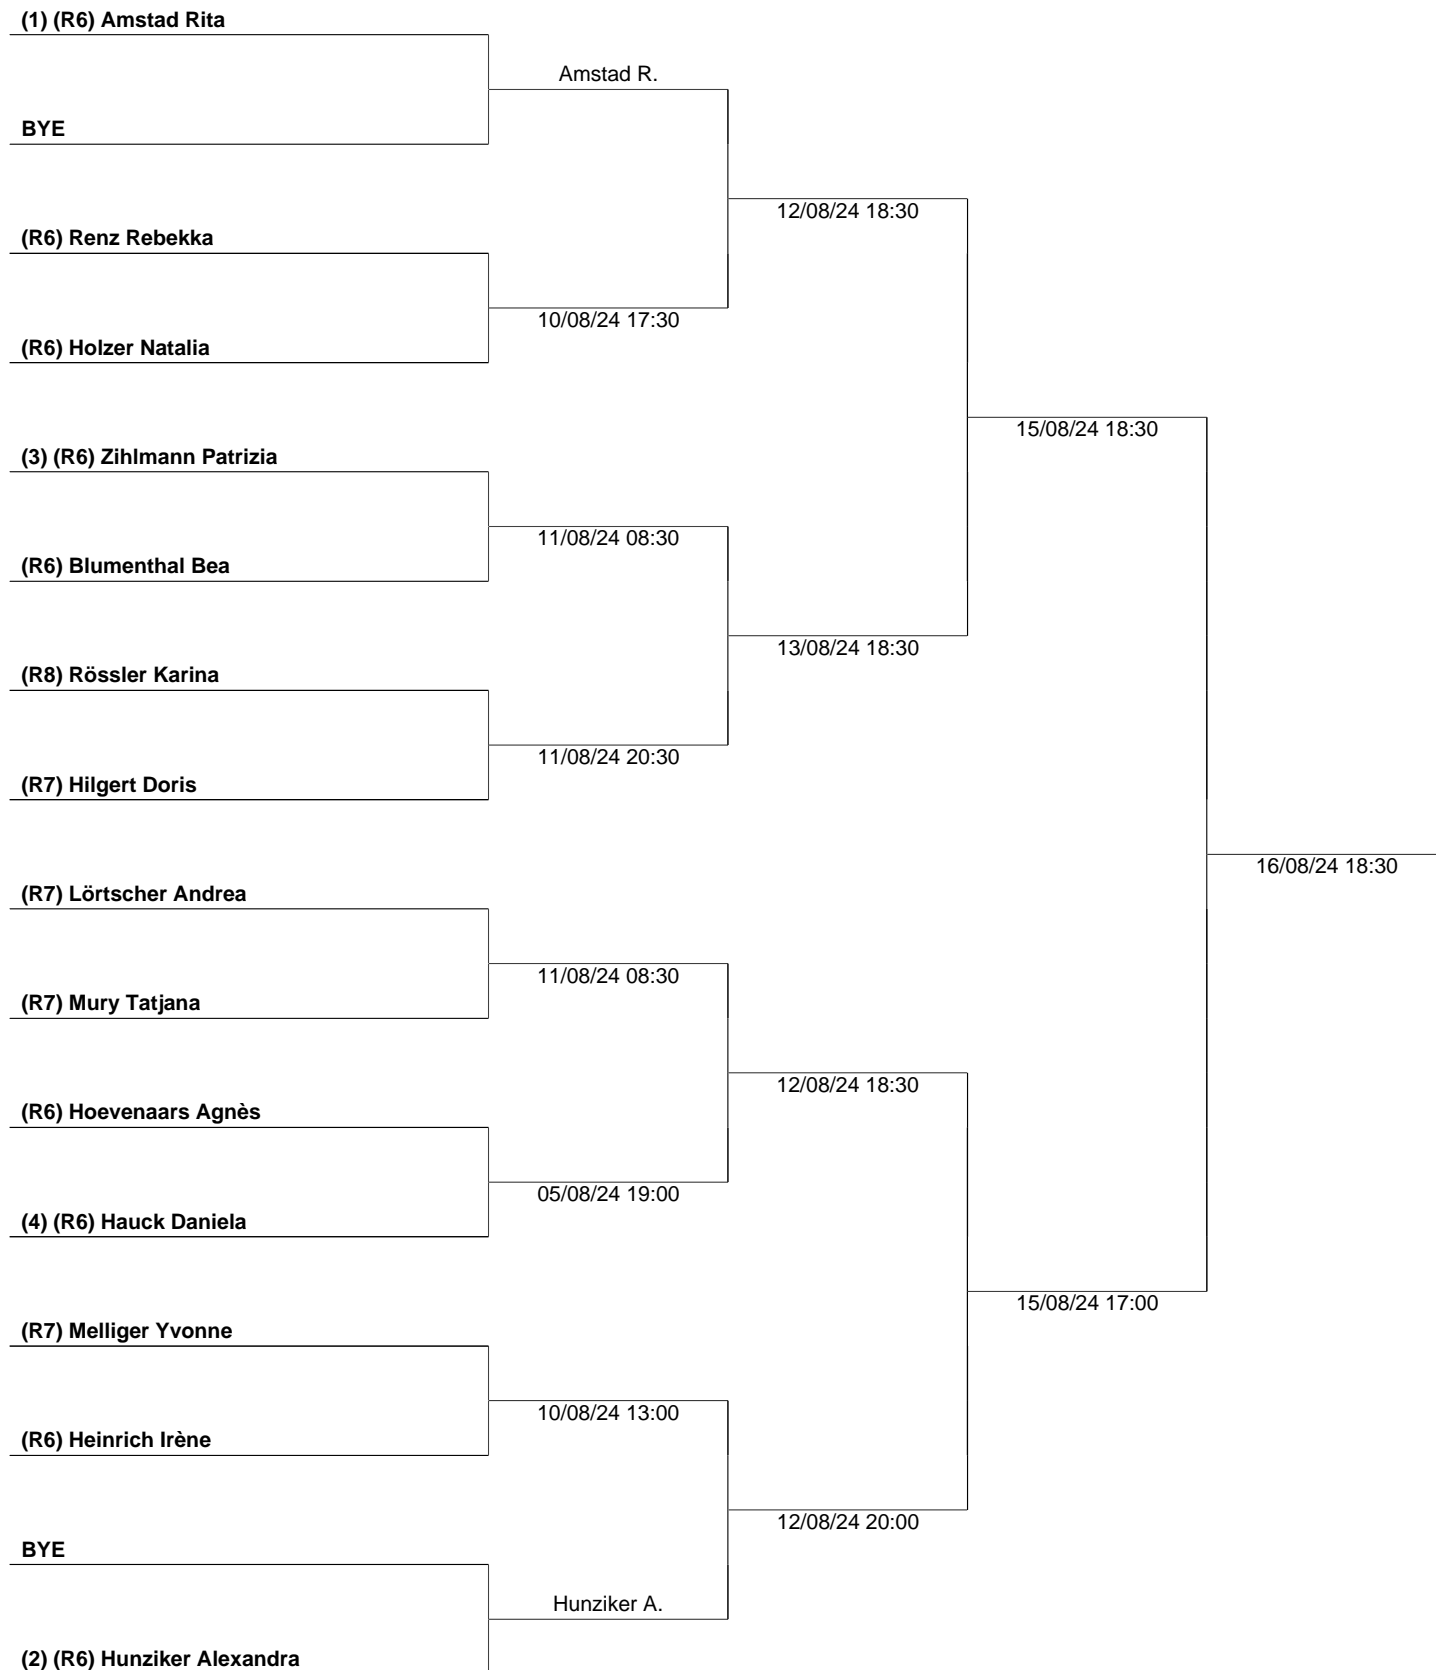 (1) (R6) Amstad Rita
Amstad R.
BYE
12/08/24 18:30
(R6) Renz Rebekka
10/08/24 17:30
(R6) Holzer Natalia
15/08/24 18:30
(3) (R6) Zihlmann Patrizia
11/08/24 08:30
(R6) Blumenthal Bea
13/08/24 18:30
(R8) Rössler Karina
11/08/24 20:30
(R7) Hilgert Doris
16/08/24 18:30
(R7) Lörtscher Andrea
11/08/24 08:30
(R7) Mury Tatjana
12/08/24 18:30
(R6) Hoevenaars Agnès
05/08/24 19:00
(4) (R6) Hauck Daniela
15/08/24 17:00
(R7) Melliger Yvonne
10/08/24 13:00
(R6) Heinrich Irène
12/08/24 20:00
BYE
Hunziker A.
(2) (R6) Hunziker Alexandra